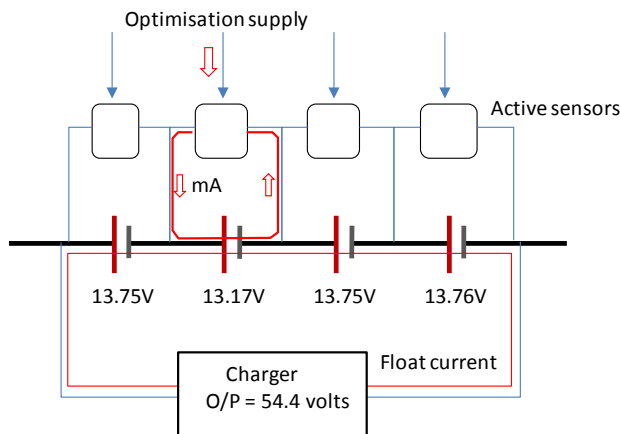 Optimisation supply
Active sensors
mA
13.75V
13.17V
13.75V
13.76V
Float current
Charger
O/P = 54.4 volts